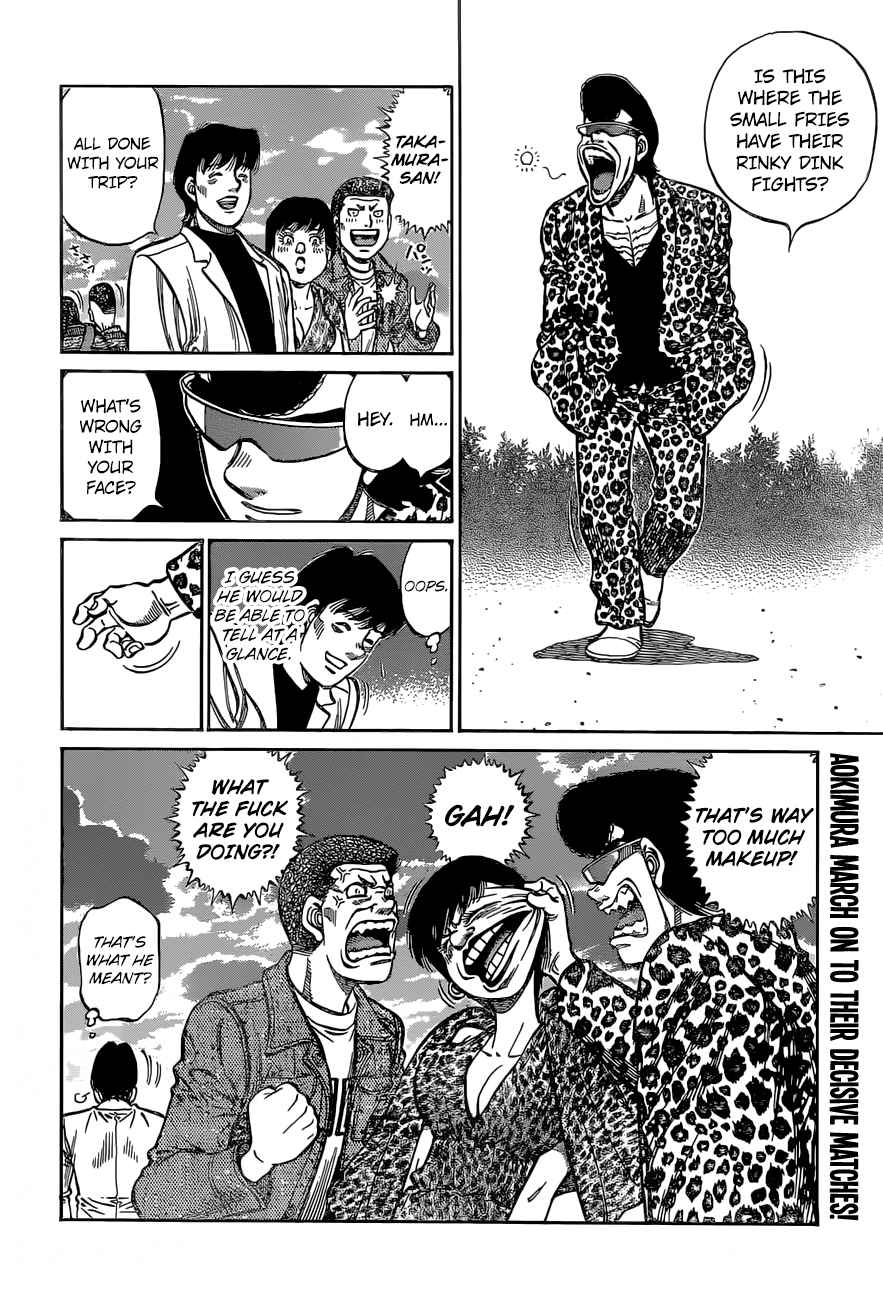 IS THIS
WHERE THE
SMALL FRIES
HAVE THEIR
RINKY DINK
FIGHTS?
TAKA-
MURA-
SAN!
ALL DONE
WITH YOUR
TRIP?
HEY. HM...
WHAT'S
WRONG
WITH
YOUR
FACE?
OOPS.
I GUESS
HE WOULD
BE ABLE TO
TELL AT A
GLANCE.
THAT'S WAY
TOO MUCH
MAKEUP!
GAH!
WHAT
THE FUCK
ARE YOU
DOING?!
THAT'S
WHAT HE
MEANT?
AOKIMURA MARCH ON TO THEIR DECISIVE MATCHES!